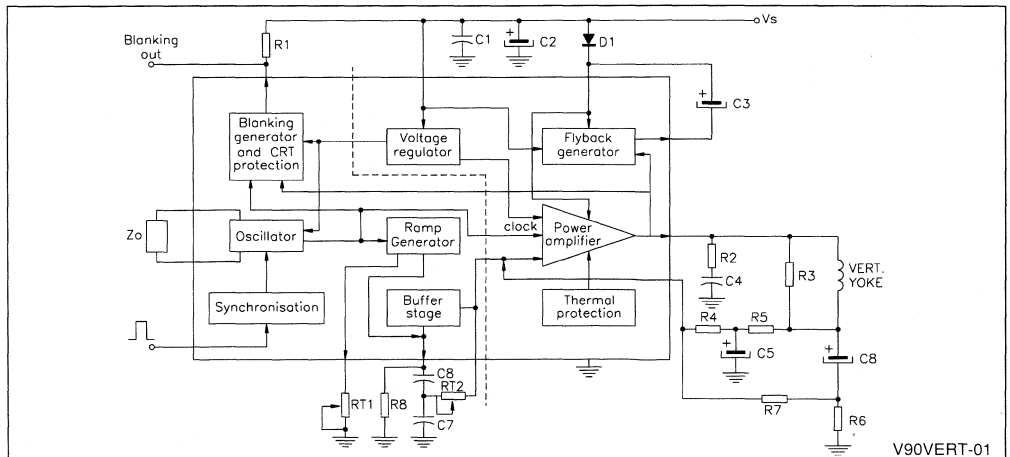 Vs
Blanking
out
R1
C1
+
C2
D1
+
C3
Blanking
generator
and CRT
protection
Voltage
regulator
Flyback
generator
Zo
Oscillator
Ramp
Generator
clock
Power
amplifier
R2
C4
R3
VERT.
YOKE
Synchronisation
Buffer
stage
Thermal
protection
R4
R5
+
C5
+
C8
C8
RT2
RT1
R8
C7
R7
R6
V90VERT-01